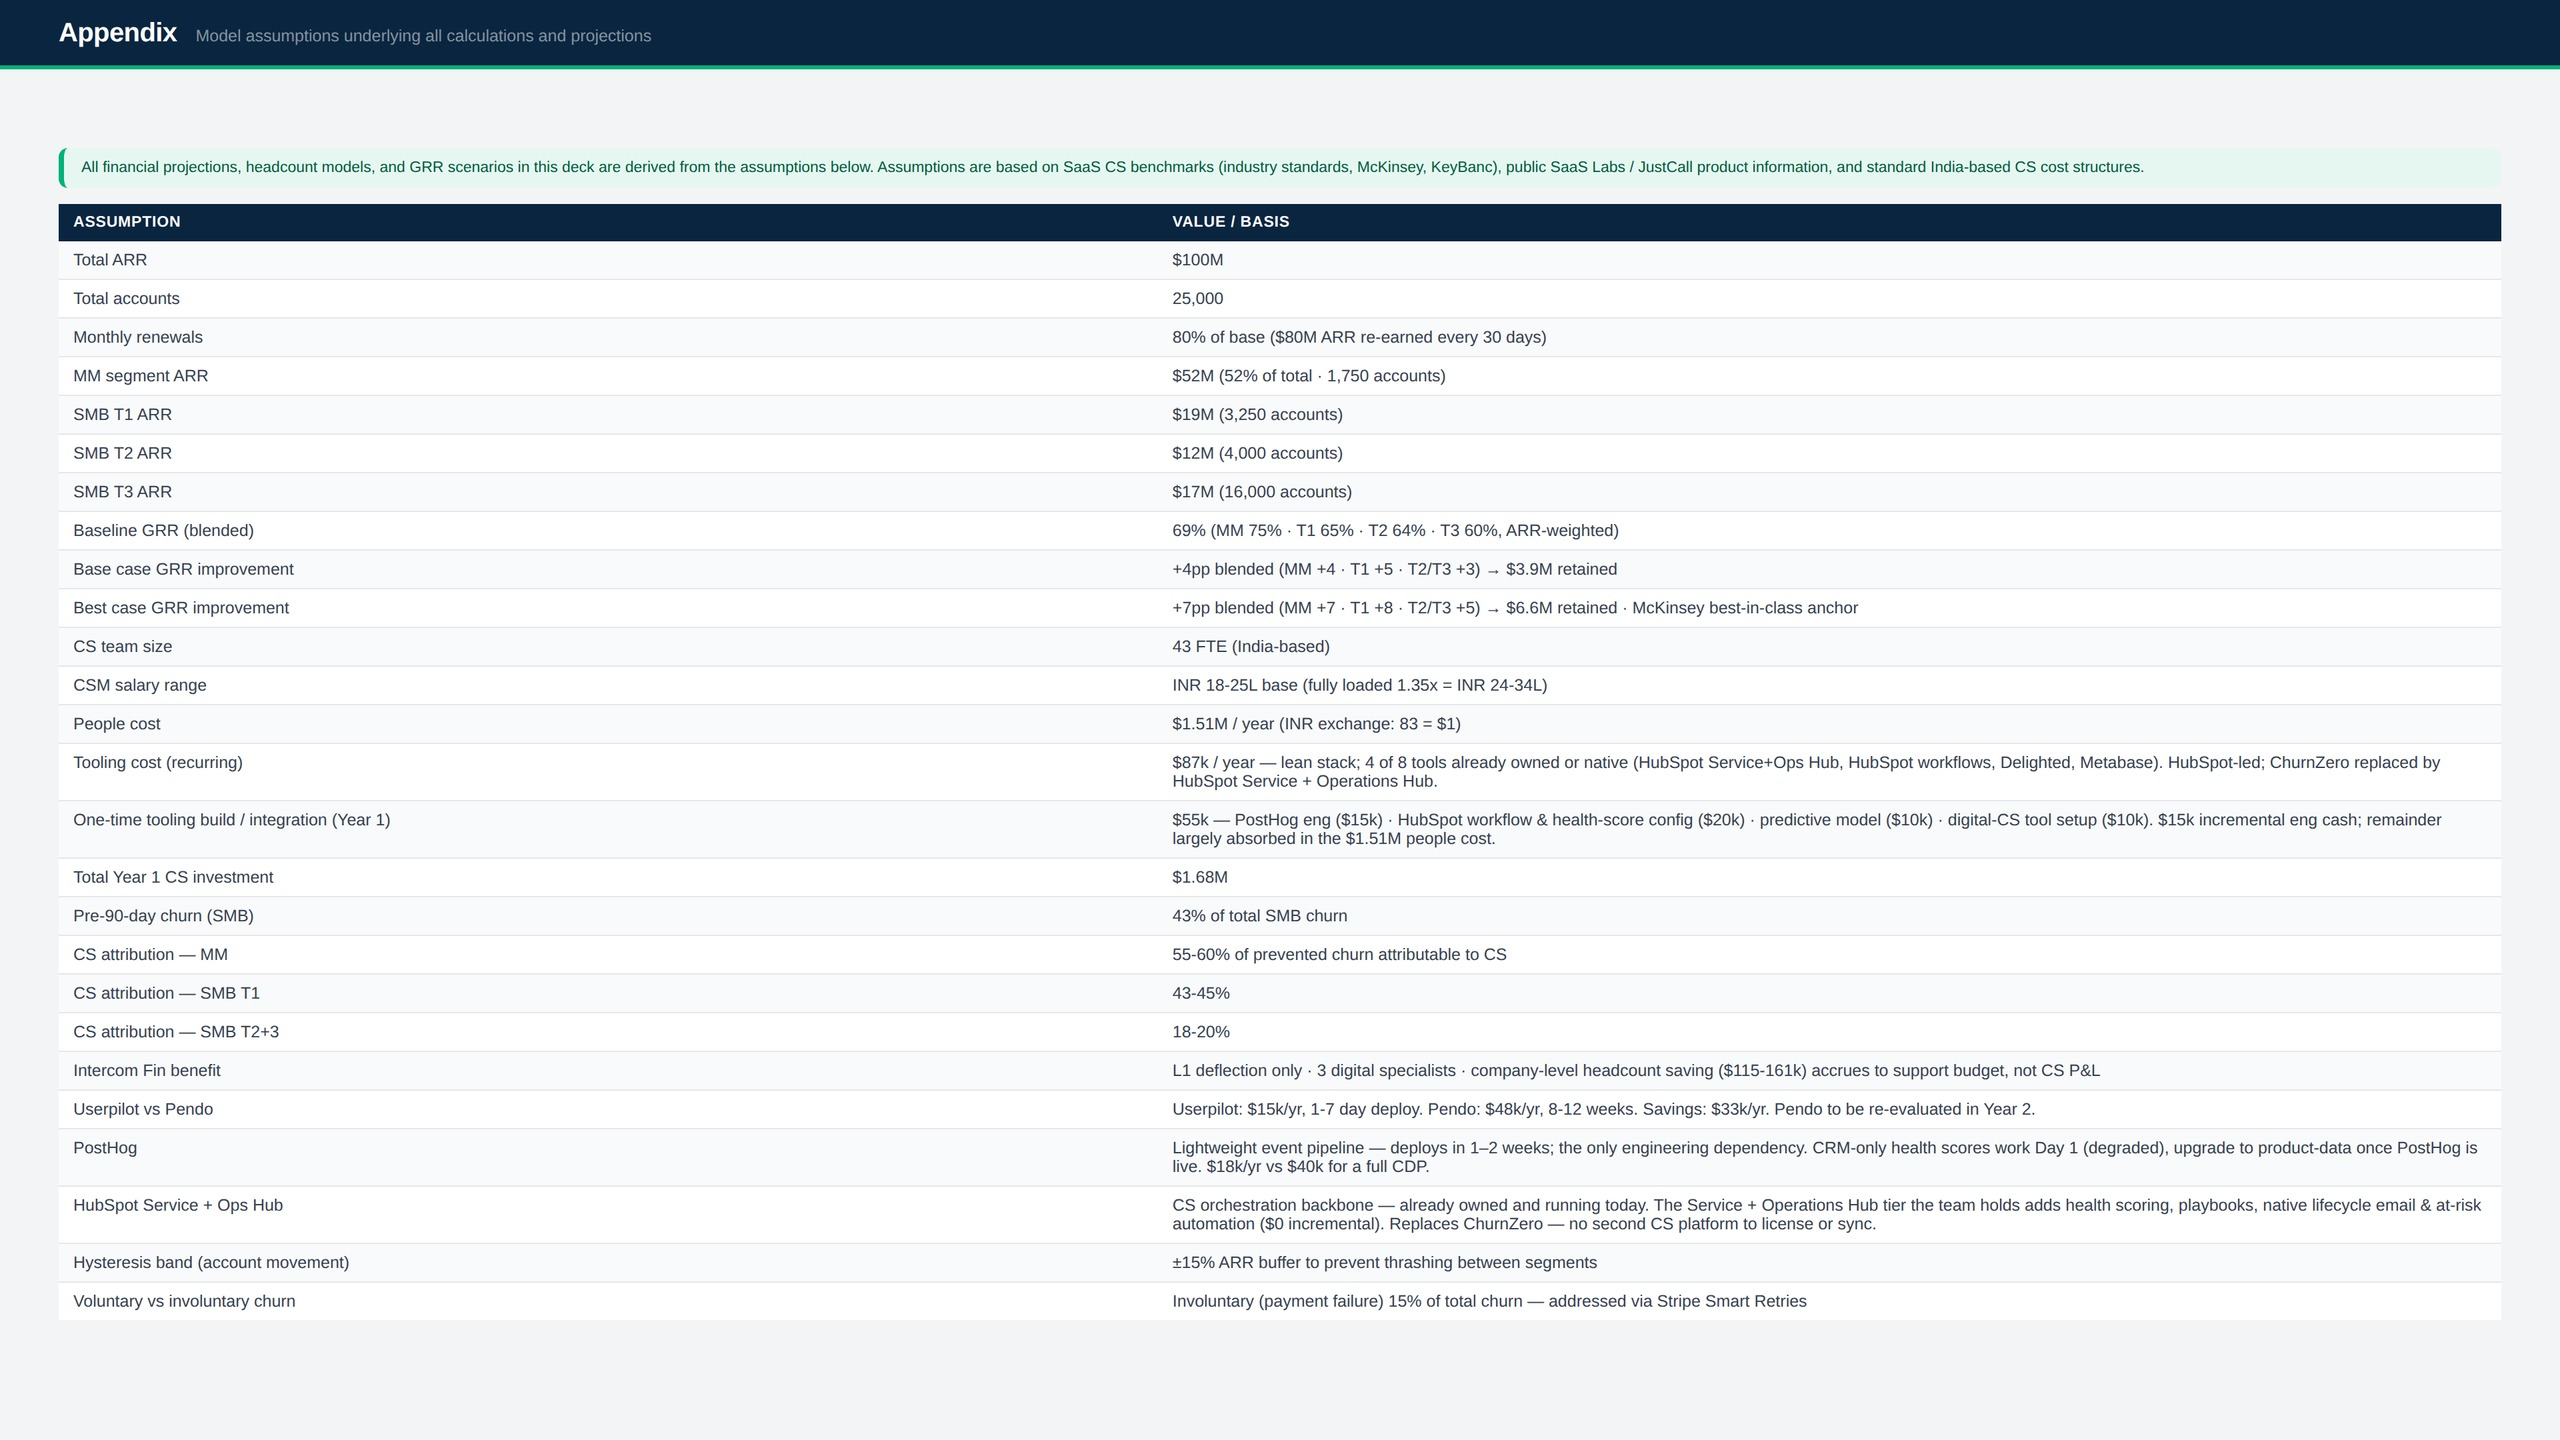 Appendix Model assumptions underlying all calculations and projections
All financial projections, headcount models, and GRR scenarios in this deck are derived from the assumptions below. Assumptions are based on SaaS CS benchmarks (industry standards, McKinsey, KeyBanc), public SaaS Labs / JustCall product information, and standard India-based CS cost structures.
ASSUMPTION VALUE / BASIS
Total ARR $100M
Total accounts 25,000
Monthly renewals 80% of base ($80M ARR re-earned every 30 days)
MM segment ARR $52M (52% of total · 1,750 accounts)
SMB T1 ARR $19M (3,250 accounts)
SMB T2 ARR $12M (4,000 accounts)
SMB T3 ARR $17M (16,000 accounts)
Baseline GRR (blended) 69% (MM 75% · T1 65% · T2 64% · T3 60%, ARR-weighted)
Base case GRR improvement +4pp blended (MM +4 · T1 +5 · T2/T3 +3) → $3.9M retained
Best case GRR improvement +7pp blended (MM +7 · T1 +8 · T2/T3 +5) → $6.6M retained · McKinsey best-in-class anchor
CS team size 43 FTE (India-based)
CSM salary range INR 18-25L base (fully loaded 1.35x = INR 24-34L)
People cost $1.51M / year (INR exchange: 83 = $1)
Tooling cost (recurring) $87k / year — lean stack; 4 of 8 tools already owned or native (HubSpot Service+Ops Hub, HubSpot workflows, Delighted, Metabase). HubSpot-led; ChurnZero replaced by
HubSpot Service + Operations Hub.
One-time tooling build / integration (Year 1) $55k — PostHog eng ($15k) · HubSpot workflow & health-score config ($20k) · predictive model ($10k) · digital-CS tool setup ($10k). $15k incremental eng cash; remainder
largely absorbed in the $1.51M people cost.
Total Year 1 CS investment $1.68M
Pre-90-day churn (SMB) 43% of total SMB churn
CS attribution — MM 55-60% of prevented churn attributable to CS
CS attribution — SMB T1 43-45%
CS attribution — SMB T2+3 18-20%
Intercom Fin benefit L1 deflection only · 3 digital specialists · company-level headcount saving ($115-161k) accrues to support budget, not CS P&L
Userpilot vs Pendo Userpilot: $15k/yr, 1-7 day deploy. Pendo: $48k/yr, 8-12 weeks. Savings: $33k/yr. Pendo to be re-evaluated in Year 2.
PostHog Lightweight event pipeline — deploys in 1–2 weeks; the only engineering dependency. CRM-only health scores work Day 1 (degraded), upgrade to product-data once PostHog is
live. $18k/yr vs $40k for a full CDP.
HubSpot Service + Ops Hub CS orchestration backbone — already owned and running today. The Service + Operations Hub tier the team holds adds health scoring, playbooks, native lifecycle email & at-risk
automation ($0 incremental). Replaces ChurnZero — no second CS platform to license or sync.
Hysteresis band (account movement) ±15% ARR buffer to prevent thrashing between segments
Voluntary vs involuntary churn Involuntary (payment failure) 15% of total churn — addressed via Stripe Smart Retries